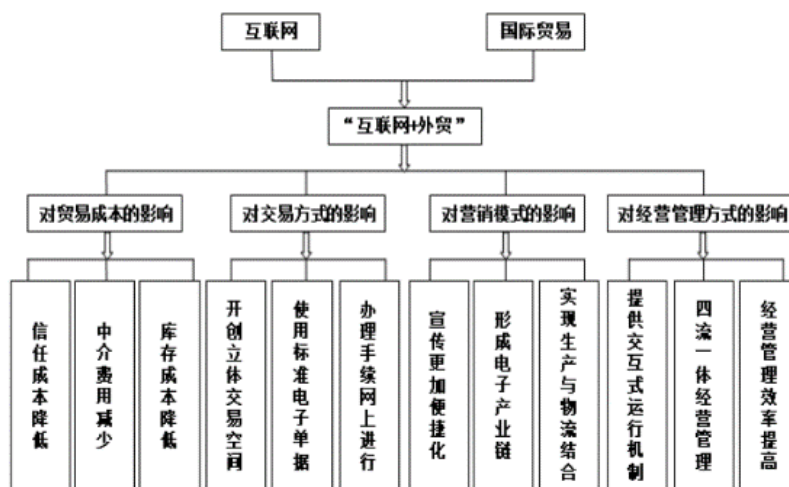 互联网
国际贸易
“互联网+外贸”
对贸易成本的影响
对交易方式的影响
对营销模式的影响
对经营管理方式的影响
信任成本降低
中介费用减少
库存成本降低
开创立体交易空间
使用标准电子单据
办理手续网上进行
宣传更加便捷化
形成电子产业链
实现生产与物流结合
提供交互式运行机制
四流一体经营管理
经营管理效率提高